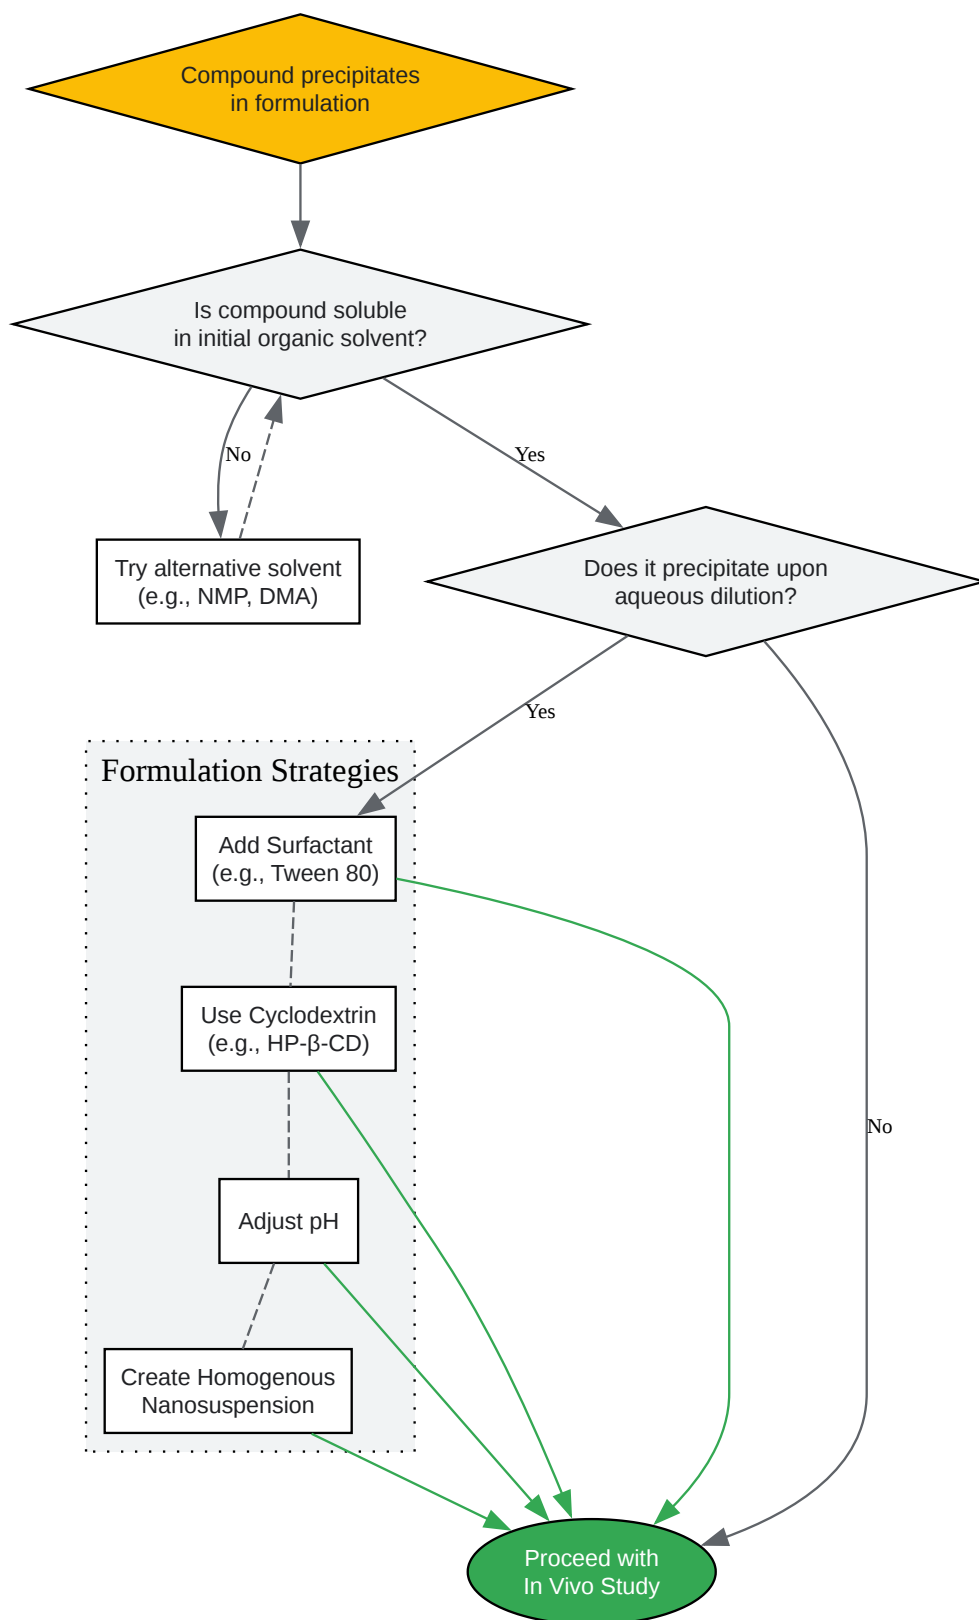 Compound precipitates
in formulation
Is compound soluble
in initial organic solvent?
No
Yes
Try alternative solvent
(e.g., NMP, DMA)
Does it precipitate upon
aqueous dilution?
Yes
Formulation Strategies
Add Surfactant
(e.g., Tween 80)
Use Cyclodextrin
(e.g., HP-β-CD)
No
Adjust pH
Create Homogenous
Nanosuspension
Proceed with
In Vivo Study